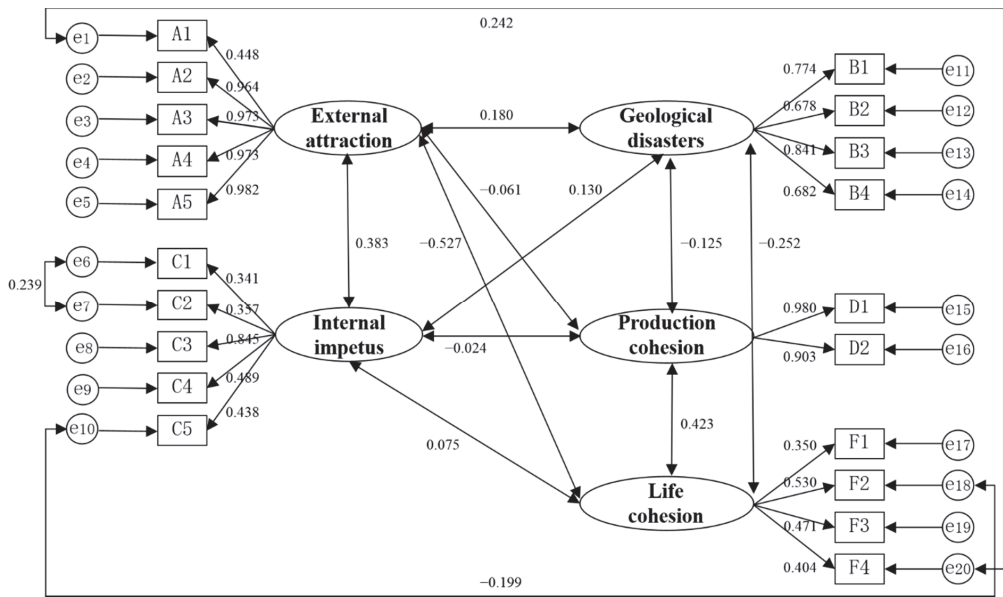 0.242
e1 A1
0.448
e2 A2
0.964
e3 A3
0.973
e4 A4
0.973
e5 A5
0.982
External
attraction
0.180
Geological
disasters
0.774
B1 e11
0.678
B2 e12
0.841
B3 e13
0.682
B4 e14
−0.061
0.130
0.383
−0.527
−0.125
−0.252
0.239
e6 C1
0.341
e7 C2
0.357
e8 C3
0.845
e9 C4
0.489
e10 C5
0.438
Internal
impetus
−0.024
Production
cohesion
0.980
D1 e15
D2 e16
0.903
0.075
0.423
Life
cohesion
0.350
F1 e17
0.530
F2 e18
0.471
F3 e19
0.404
F4 e20
−0.199